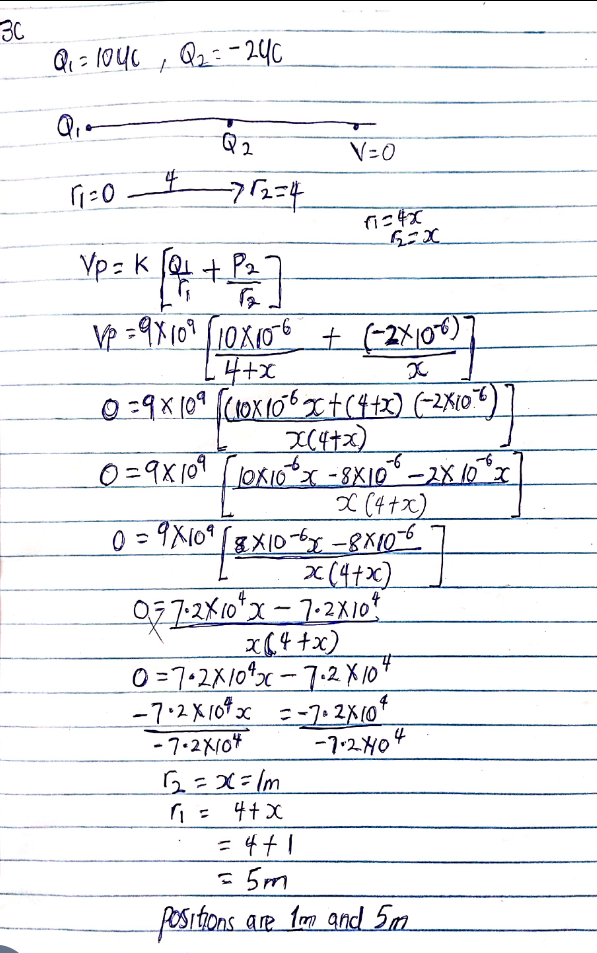 3C
Q₁ = 10μC , Q₂ = -2μC
Q₁
Q₂ V=0
r₁=0 4 → r₂=4
r₁=4x
r₂=x
Vp = K [Q₁/r₁ + P₂/r₂]
Vp = 9×10⁹ [10×10⁻⁶/4+x + (-2×10⁻⁶)/x]
0 = 9×10⁹ [(10×10⁻⁶x+(4+x)(-2×10⁻⁶)/x(4+x)]
0 = 9×10⁹ [10×10⁻⁶x - 8×10⁻⁶ - 2×10⁻⁶x/x(4+x)]
0 = 9×10⁹ [8×10⁻⁶x - 8×10⁻⁶/x(4+x)]
0 = 7.2×10⁴x - 7.2×10⁴/x(4+x)
0 = 7.2×10⁴x - 7.2×10⁴
-7.2×10⁴x/-7.2×10⁴ = -7.2×10⁴/-7.2×10⁴
r₂ = x = 1m
r₁ = 4+x
= 4+1
= 5m
positions are 1m and 5m